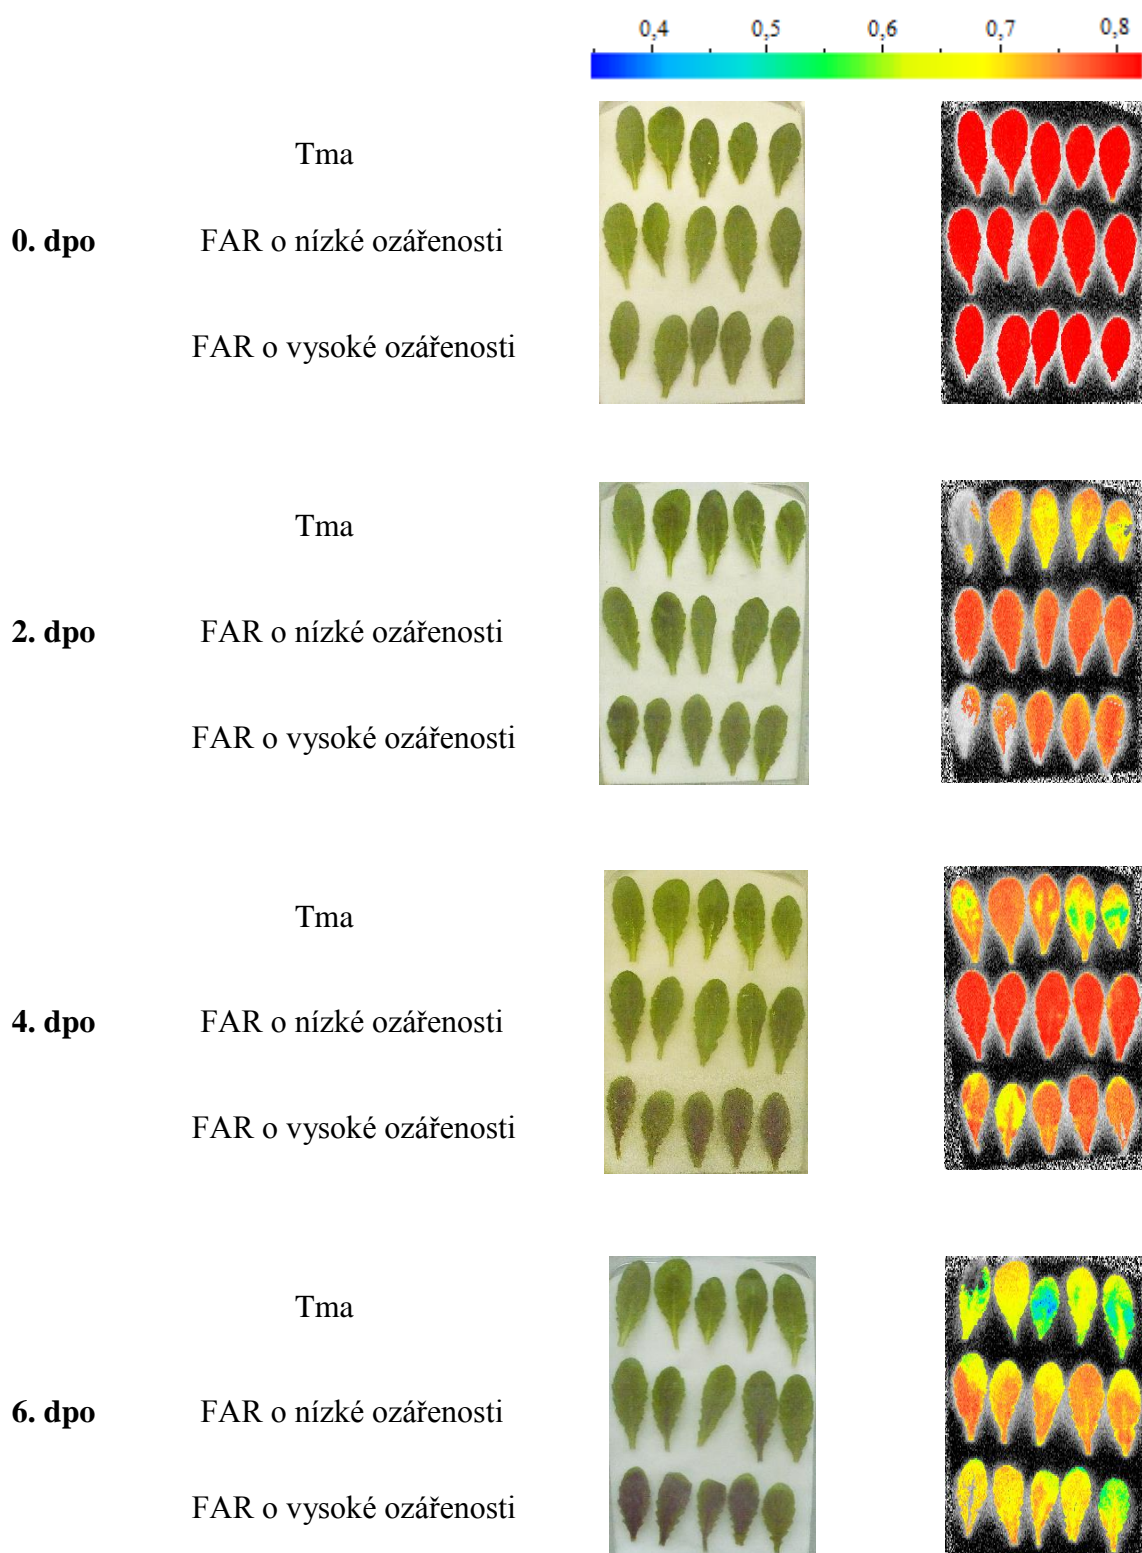 0,4 0,5 0,6 0,7 0,8
Tma
0. dpo FAR o nízké ozářenosti
FAR o vysoké ozářenosti
Tma
2. dpo FAR o nízké ozářenosti
FAR o vysoké ozářenosti
Tma
4. dpo FAR o nízké ozářenosti
FAR o vysoké ozářenosti
Tma
6. dpo FAR o nízké ozářenosti
FAR o vysoké ozářenosti